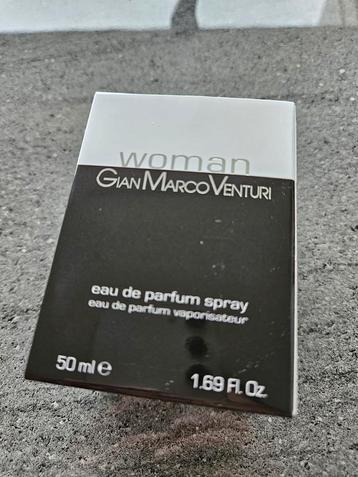 woman
GIANMARCOVENTURI
eau de parfum spray
eau de parfum vaporisateur
50 ml ℮
1.69 Fl. Oz.